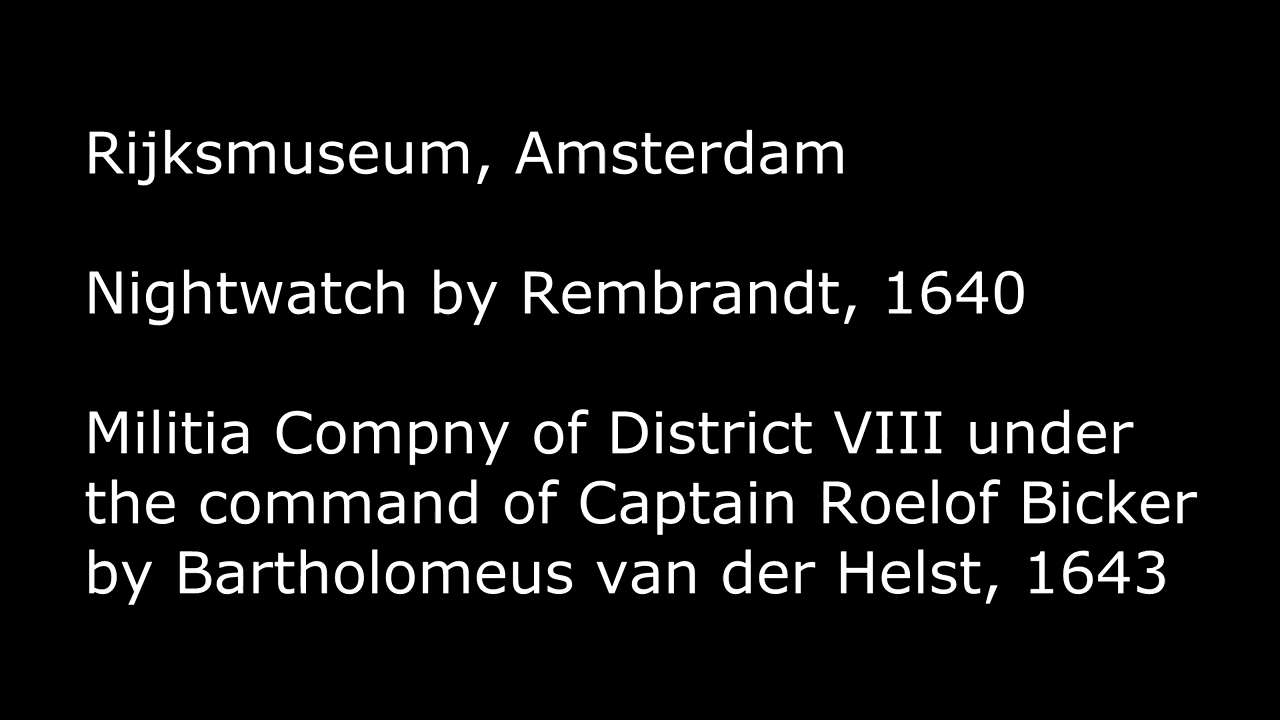 Rijksmuseum, Amsterdam
Nightwatch by Rembrandt, 1640
Militia Compny of District VIII under
the command of Captain Roelof Bicker
by Bartholomeus van der Helst, 1643